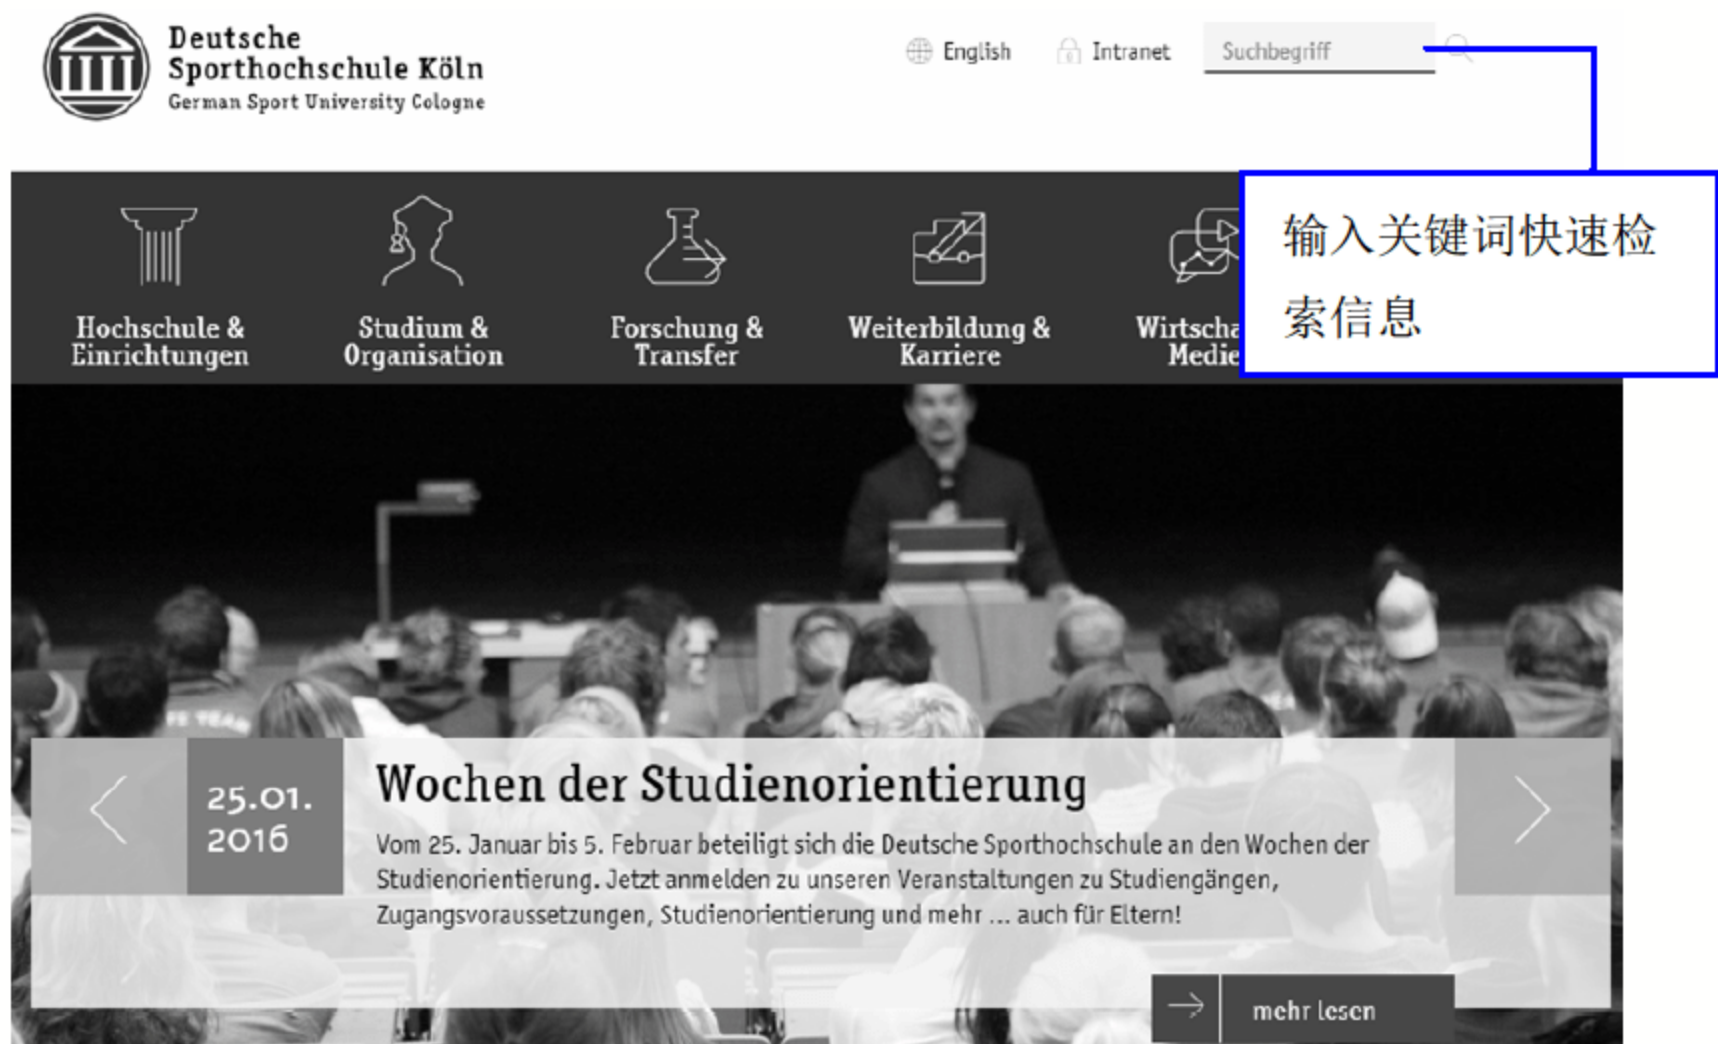 Deutsche
Sporthochschule Köln
German Sport University Cologne
English
Intranet
Suchbegriff
输入关键词快速检
索信息
Hochschule &
Einrichtungen
Studium &
Organisation
Forschung &
Transfer
Weiterbildung &
Karriere
Wirtscha
Medie
25.01.
2016
Wochen der Studienorientierung
Vom 25. Januar bis 5. Februar beteiligt sich die Deutsche Sporthochschule an den Wochen der
Studienorientierung. Jetzt anmelden zu unseren Veranstaltungen zu Studiengängen,
Zugangsvoraussetzungen, Studienorientierung und mehr ... auch für Eltern!
mehr lesen